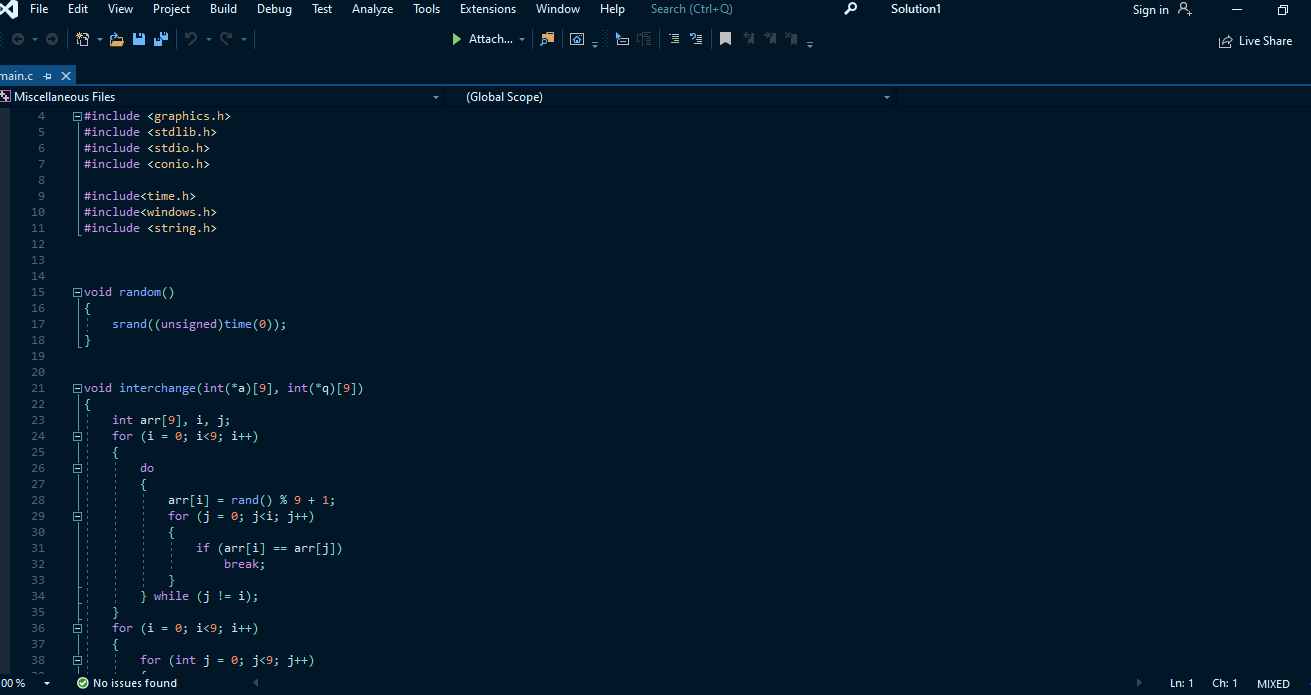 File Edit View Project Build Debug Test Analyze Tools Extensions Window Help Search (Ctrl+Q) Solution1 Sign in
Attach... Live Share
main.c
Miscellaneous Files (Global Scope)
4 #include <graphics.h>
5 #include <stdlib.h>
6 #include <stdio.h>
7 #include <conio.h>
8
9 #include<time.h>
10 #include<windows.h>
11 #include <string.h>
12
13
14
15 void random()
16 {
17 srand((unsigned)time(0));
18 }
19
20
21 void interchange(int(*a)[9], int(*q)[9])
22 {
23 int arr[9], i, j;
24 for (i = 0; i<9; i++)
25 {
26 do
27 {
28 arr[i] = rand() % 9 + 1;
29 for (j = 0; j<i; j++)
30 {
31 if (arr[i] == arr[j])
32 break;
33 }
34 } while (j != i);
35 }
36 for (i = 0; i<9; i++)
37 {
38 for (int j = 0; j<9; j++)
00 % No issues found Ln: 1 Ch: 1 MIXED